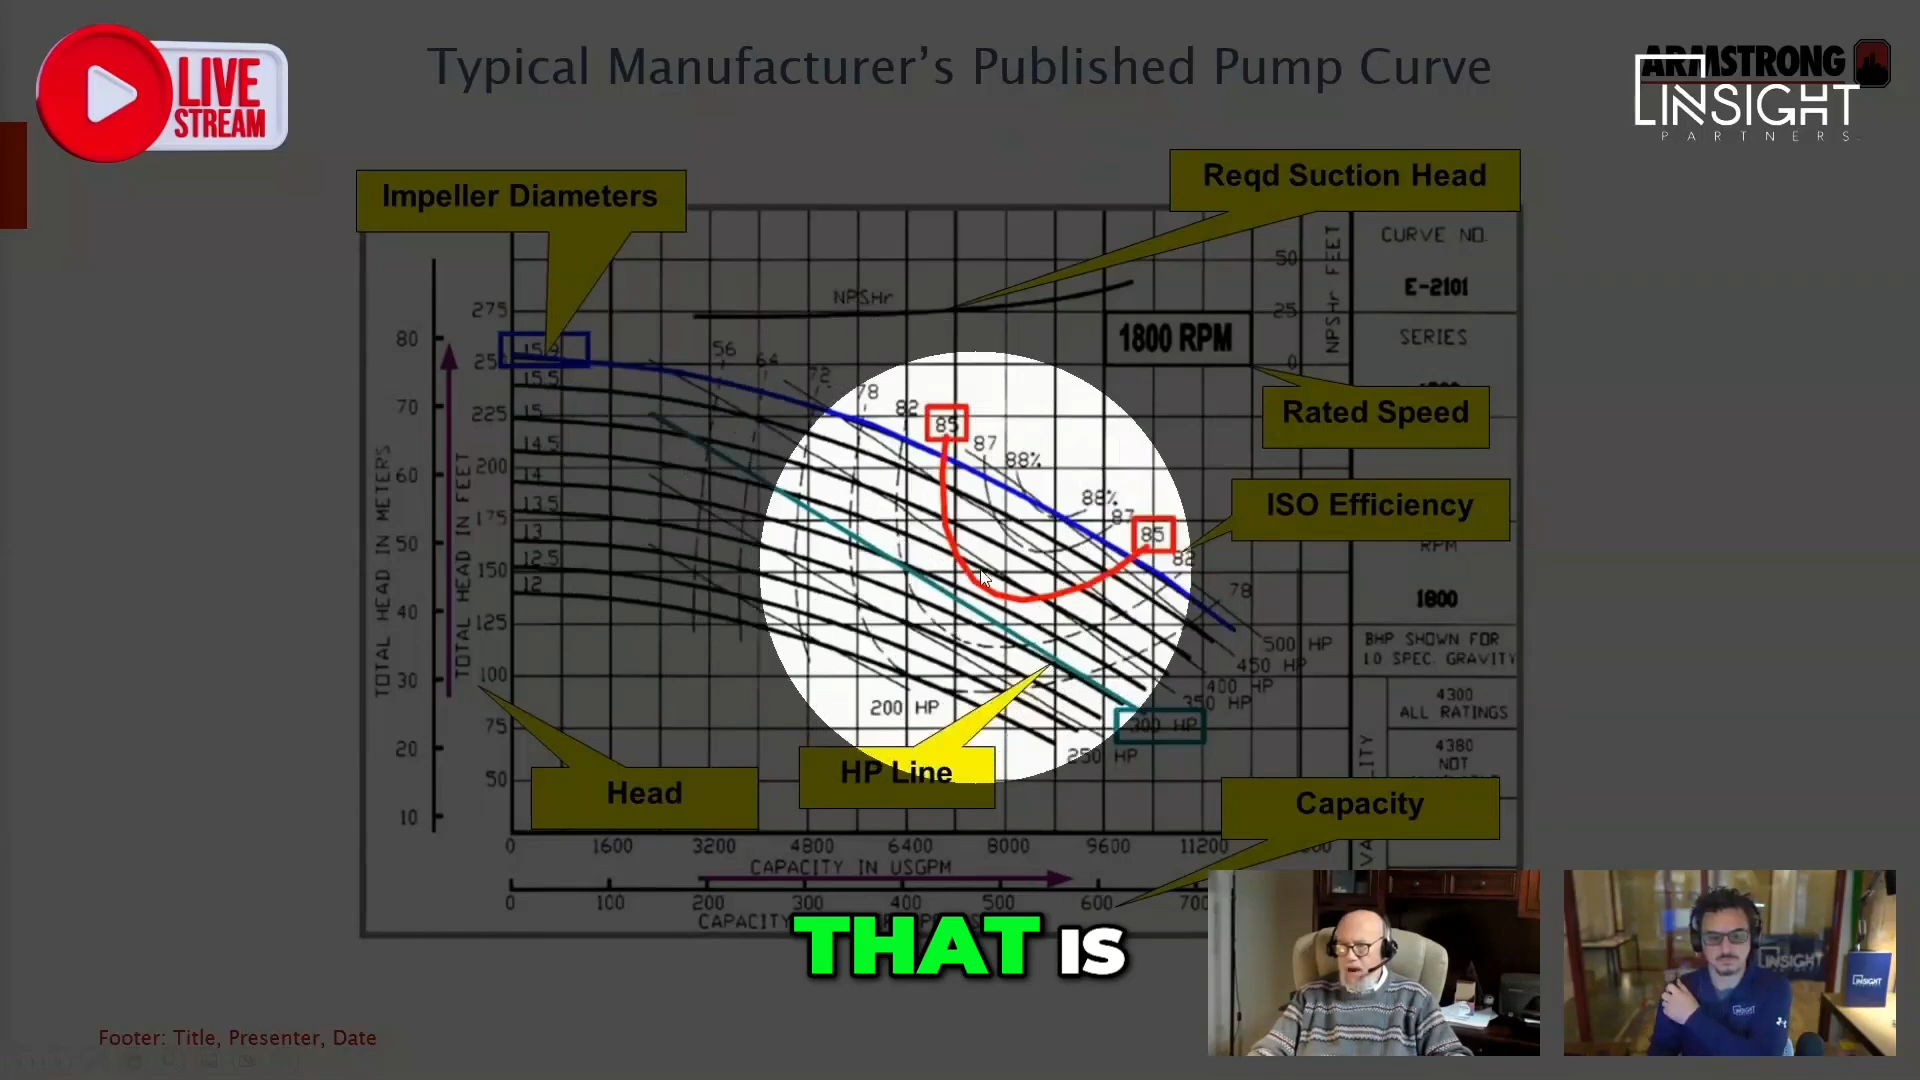 LIVE
STREAM
Typical Manufacturer's Published Pump Curve
ARMSTRONG
INSIGHT
PARTNERS
Impeller Diameters
Reqd Suction Head
CURVE NO.
E-2101
SERIES
NPSHr
NPSHr FEET
50
25
0
1800 RPM
Rated Speed
ISO Efficiency
RPM
1800
BHP SHOWN FOR
1.0 SPEC. GRAVITY
4300
ALL RATINGS
4380
NOT
TOTAL HEAD IN METERS
80
70
60
50
40
30
20
10
TOTAL HEAD IN FEET
275
250
225
200
175
150
125
100
75
50
15.9
15.5
15
14.5
14
13.5
13
12.5
12
56
64
72
78
82
85
87
88%
88%
87
85
82
78
500 HP
450 HP
400 HP
350 HP
300 HP
250 HP
200 HP
HP Line
Head
Capacity
0 1600 3200 4800 6400 8000 9600 11200
CAPACITY IN USGPM
0 100 200 300 400 500 600
CAPACITY
THAT IS
INSIGHT
INSIGHT
Footer: Title, Presenter, Date